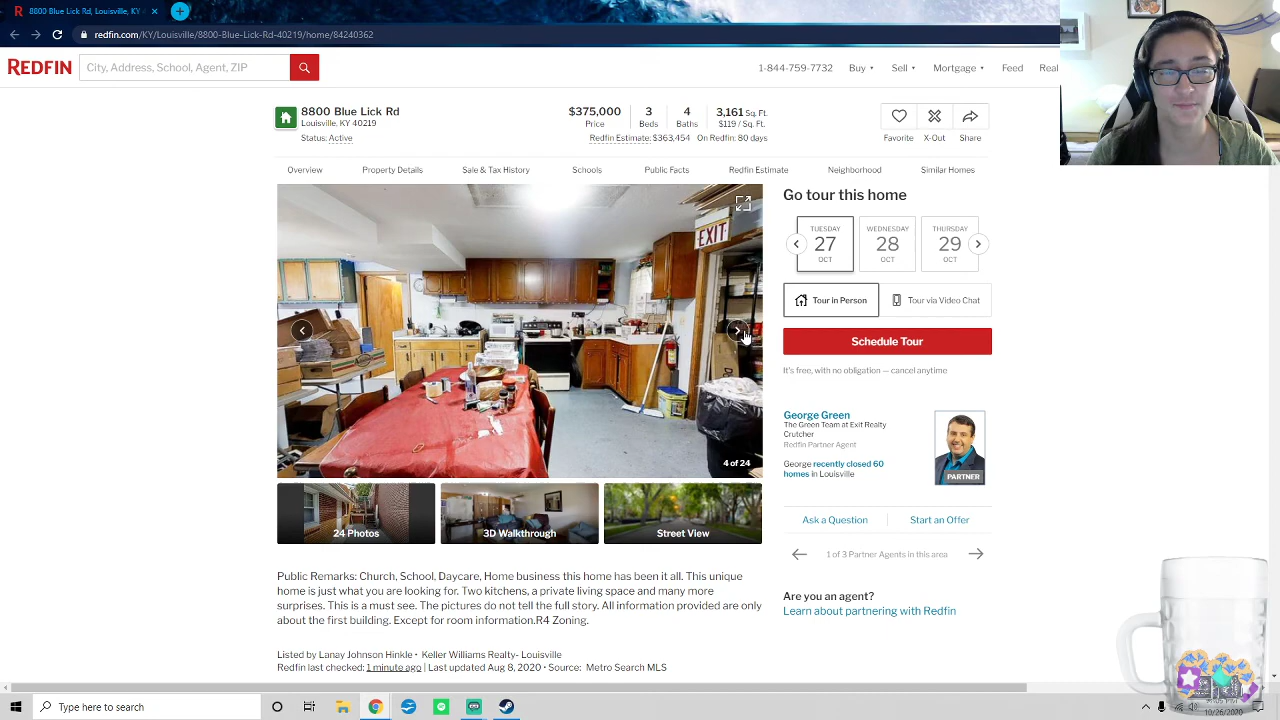 8800 Blue Lick Rd, Louisville, KY
redfin.com/KY/Louisville/8800-Blue-Lick-Rd-40219/home/84240392
REDFIN
City, Address, School, Agent, ZIP
1-844-759-7732 Buy Sell Mortgage Feed Real
8800 Blue Lick Rd
Louisville, KY 40219
Status: Active
$375,000
Price
3
Beds
4
Baths
3,161 Sq. Ft.
$119 / Sq. Ft.
Redfin Estimate: $363,454 On Redfin: 80 days
Favorite X-Out Share
Overview Property Details Sale & Tax History Schools Public Facts Redfin Estimate Neighborhood Similar Homes
EXIT
4 of 24
24 Photos
3D Walkthrough
Street View
Go tour this home
TUESDAY
27
OCT
WEDNESDAY
28
OCT
THURSDAY
29
OCT
Tour in Person
Tour via Video Chat
Schedule Tour
It's free, with no obligation — cancel anytime
George Green
The Green Team at Exit Realty
Crutcher
Redfin Partner Agent
George recently closed 60
homes in Louisville
PARTNER
Ask a Question
Start an Offer
1 of 3 Partner Agents in this area
Are you an agent?
Learn about partnering with Redfin
Public Remarks: Church, School, Daycare, Home business this home has been it all. This unique
home is just what you are looking for. Two kitchens, a private living space and many more
surprises. This is a must see. The pictures do not tell the full story. All information provided are only
about the first building. Except for room information.R4 Zoning.
Listed by Lanay Johnson Hinkle • Keller Williams Realty- Louisville
Redfin last checked: 1 minute ago | Last updated Aug 8, 2020 • Source: Metro Search MLS
Type here to search
10/26/2020